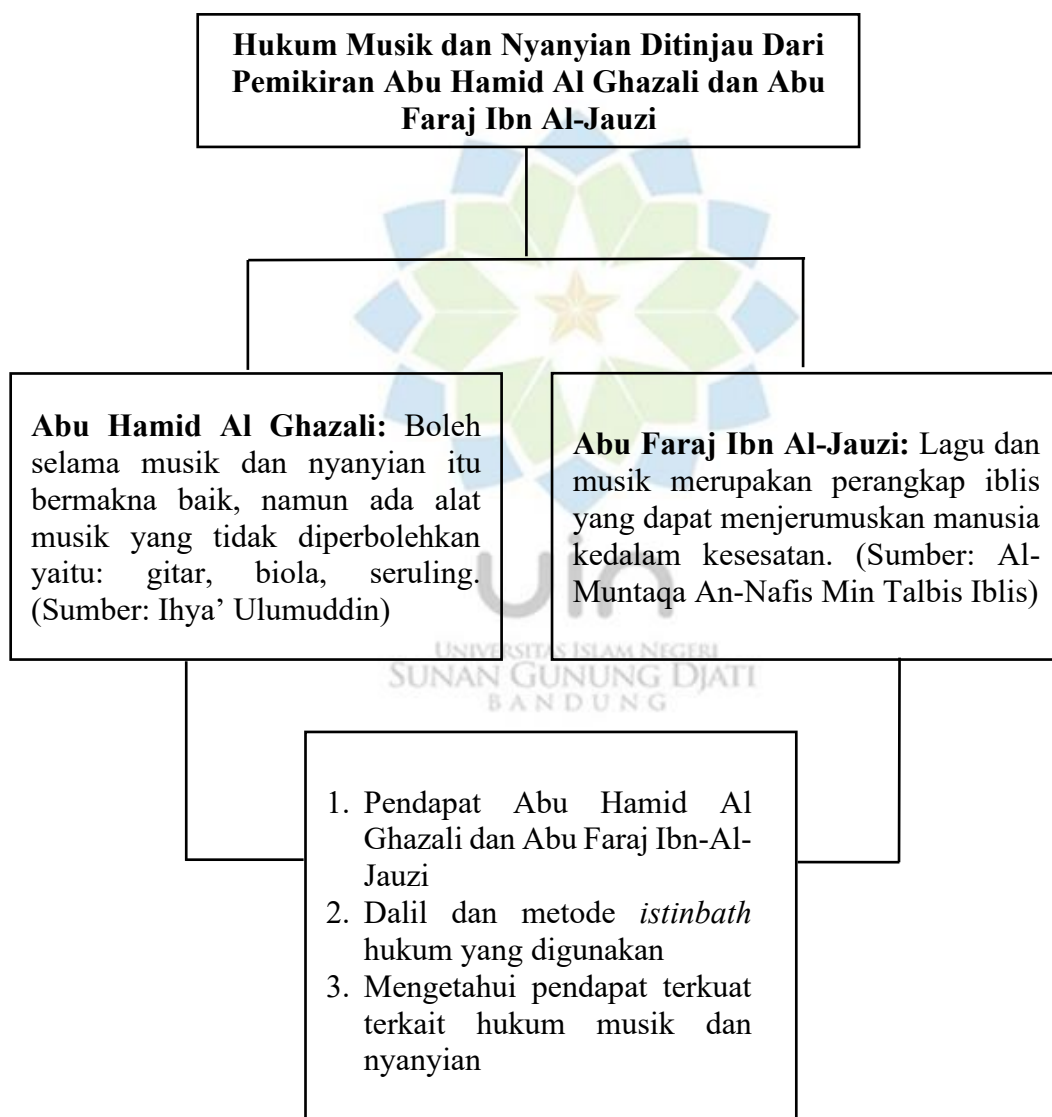 Hukum Musik dan Nyanyian Ditinjau Dari
Pemikiran Abu Hamid Al Ghazali dan Abu
Faraj Ibn Al-Jauzi
Abu Hamid Al Ghazali: Boleh
selama musik dan nyanyian itu
bermakna baik, namun ada alat
musik yang tidak diperbolehkan
yaitu: gitar, biola, seruling.
(Sumber: Ihya’ Ulumuddin)
Abu Faraj Ibn Al-Jauzi: Lagu dan
musik merupakan perangkap iblis
yang dapat menjerumuskan manusia
kedalam kesesatan. (Sumber: Al-
Muntaqa An-Nafis Min Talbis Iblis)
uin
UNIVERSITAS ISLAM NEGERI
SUNAN GUNUNG DJATI
BANDUNG
1. Pendapat Abu Hamid Al
Ghazali dan Abu Faraj Ibn-Al-
Jauzi
2. Dalil dan metode istinbath
hukum yang digunakan
3. Mengetahui pendapat terkuat
terkait hukum musik dan
nyanyian